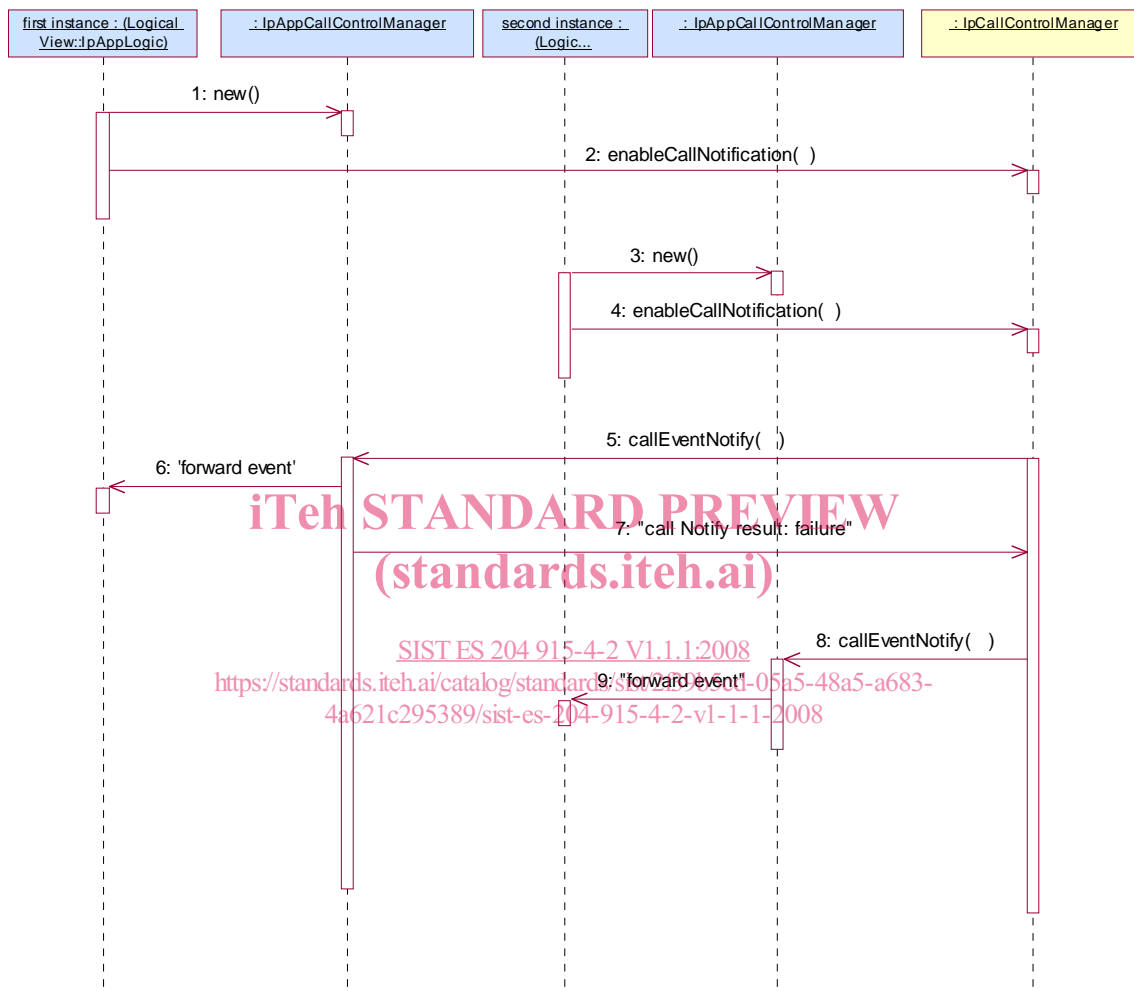 first instance : (Logical
View::IpAppLogic)
: IpAppCallControlManager
second instance :
(Logic...
: IpAppCallControlManager
: IpCallControlManager
1: new()
2: enableCallNotification( )
3: new()
4: enableCallNotification( )
5: callEventNotify( )
6: 'forward event'
iTeh STANDARD PREVIEW
7: "call Notify result: failure"
(standards.iteh.ai)
8: callEventNotify( )
SIST ES 204 915-4-2 V1.1.1:2008
9: "forward event"
https://standards.iteh.ai/catalog/standards/sist/2f39b5cd-05a5-48a5-a683-
4a621c295389/sist-es-204-915-4-2-v1-1-1-2008